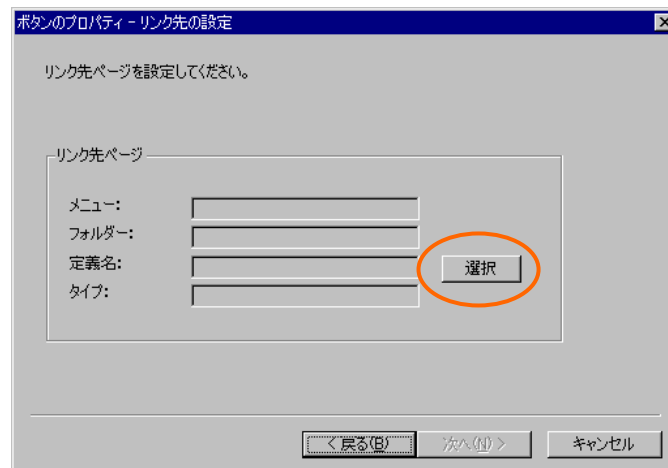 ボタンのプロパティ - リンク先の設定
リンク先ページを設定してください。
リンク先ページ
メニュー:
フォルダー:
定義名:
選択
タイプ:
< 戻る(B)
次へ(N) >
キャンセル